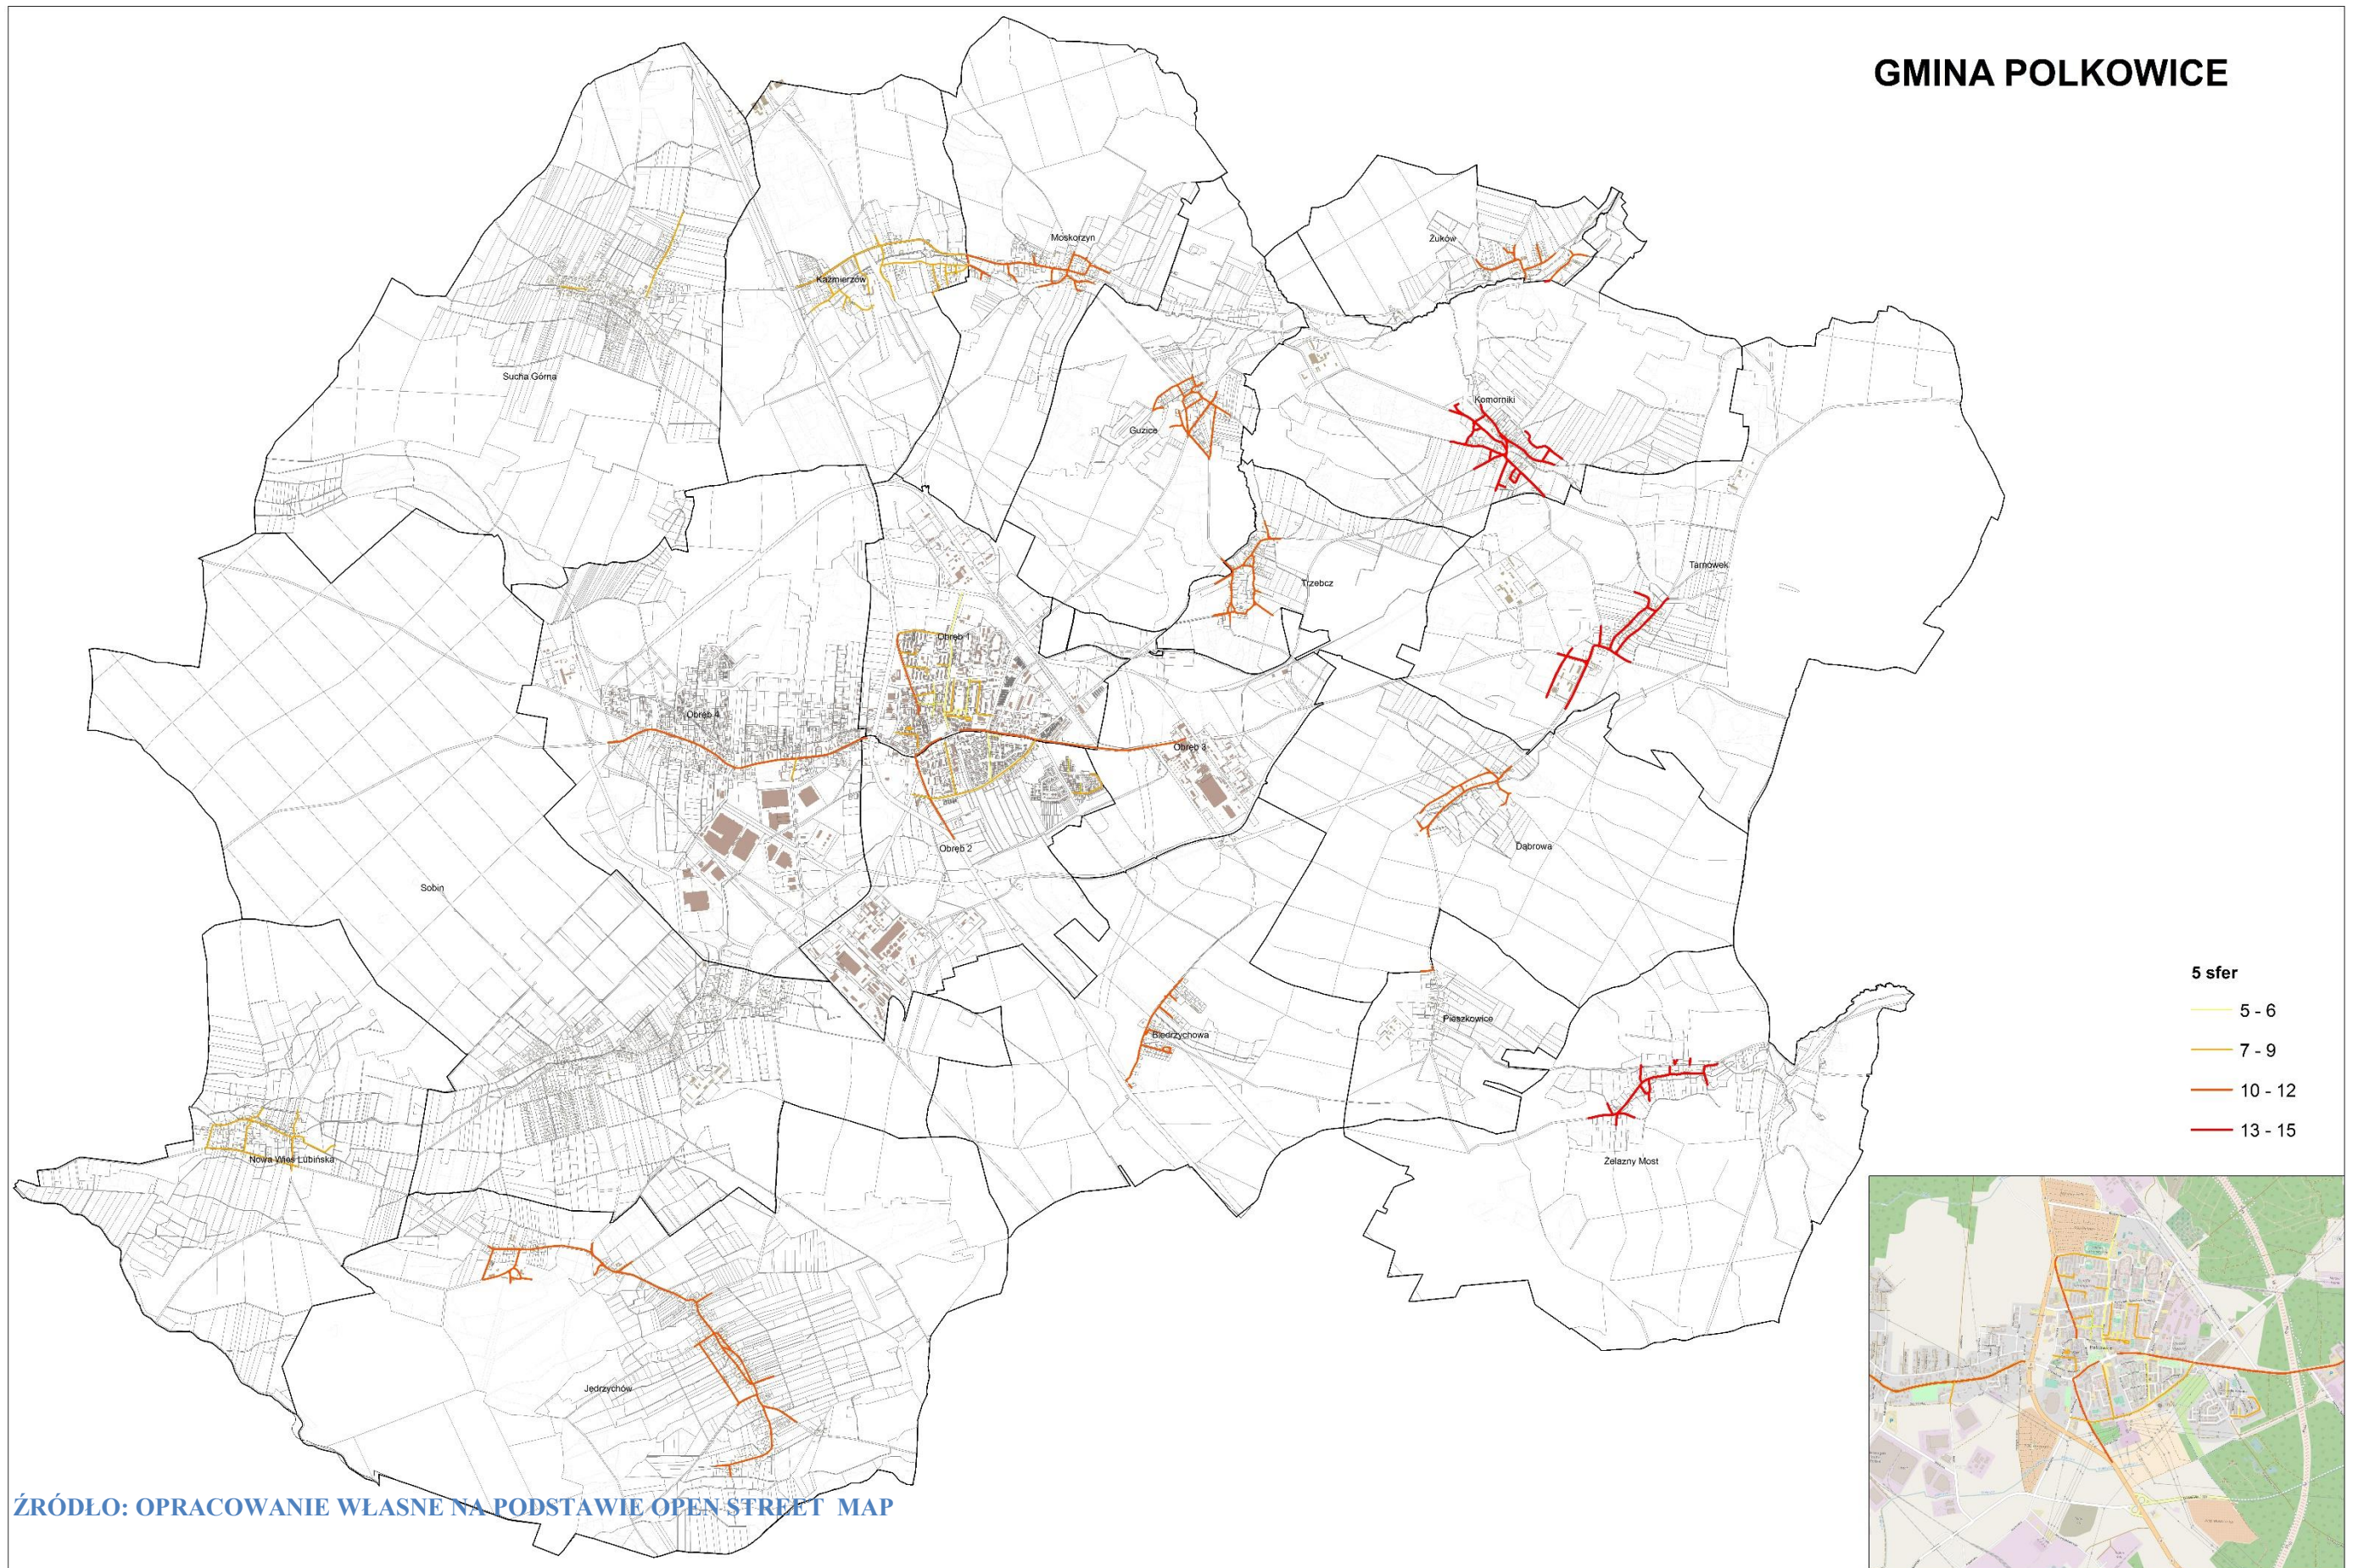 GMINA POLKOWICE
Moskorzyn
Żuków
Kaźmierzów
Sucha Górna
Komorniki
Guzice
Tarnówek
Trzebcz
Obręb 1
Obręb 4
Obręb 3
Obręb 2
Dąbrowa
Sobin
5 sfer
5 - 6
7 - 9
10 - 12
13 - 15
Pieszkowice
Biedrzychowa
Nowa Wieś Lubińska
Żelazny Most
Jędrzychów
ŹRÓDŁO: OPRACOWANIE WŁASNE NA PODSTAWIE OPEN STREET MAP